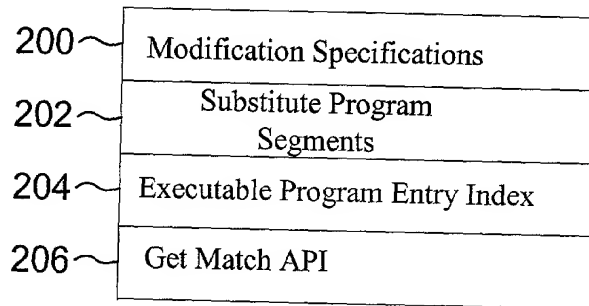 200 Modification Specifications
202 Substitute Program
Segments
204 Executable Program Entry Index
206 Get Match API